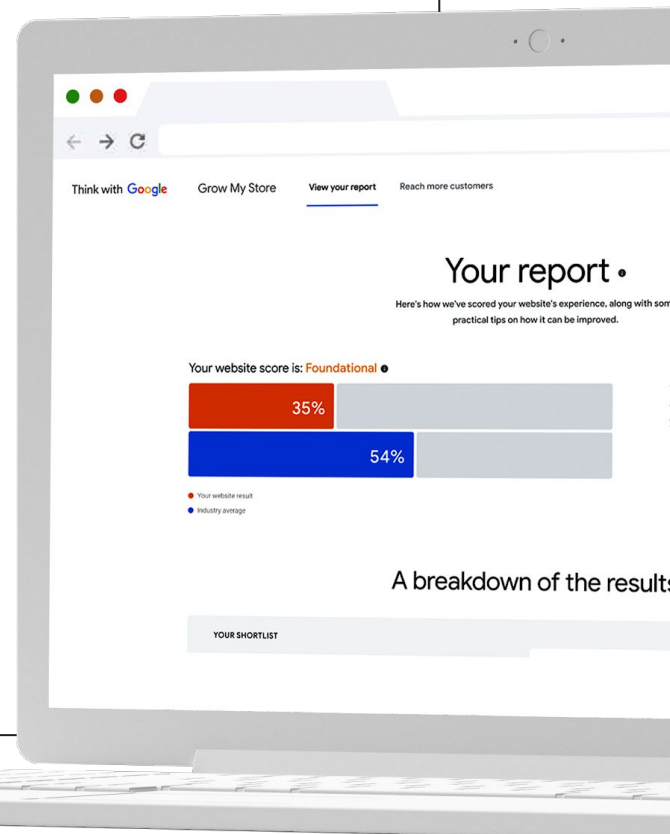 Think with Google Grow My Store View your report Reach more customers
Your report
Here's how we've scored your website's experience, along with som
practical tips on how it can be improved.
Your website score is: Foundational
35%
54%
Your website result
Industry average
A breakdown of the results
YOUR SHORTLIST